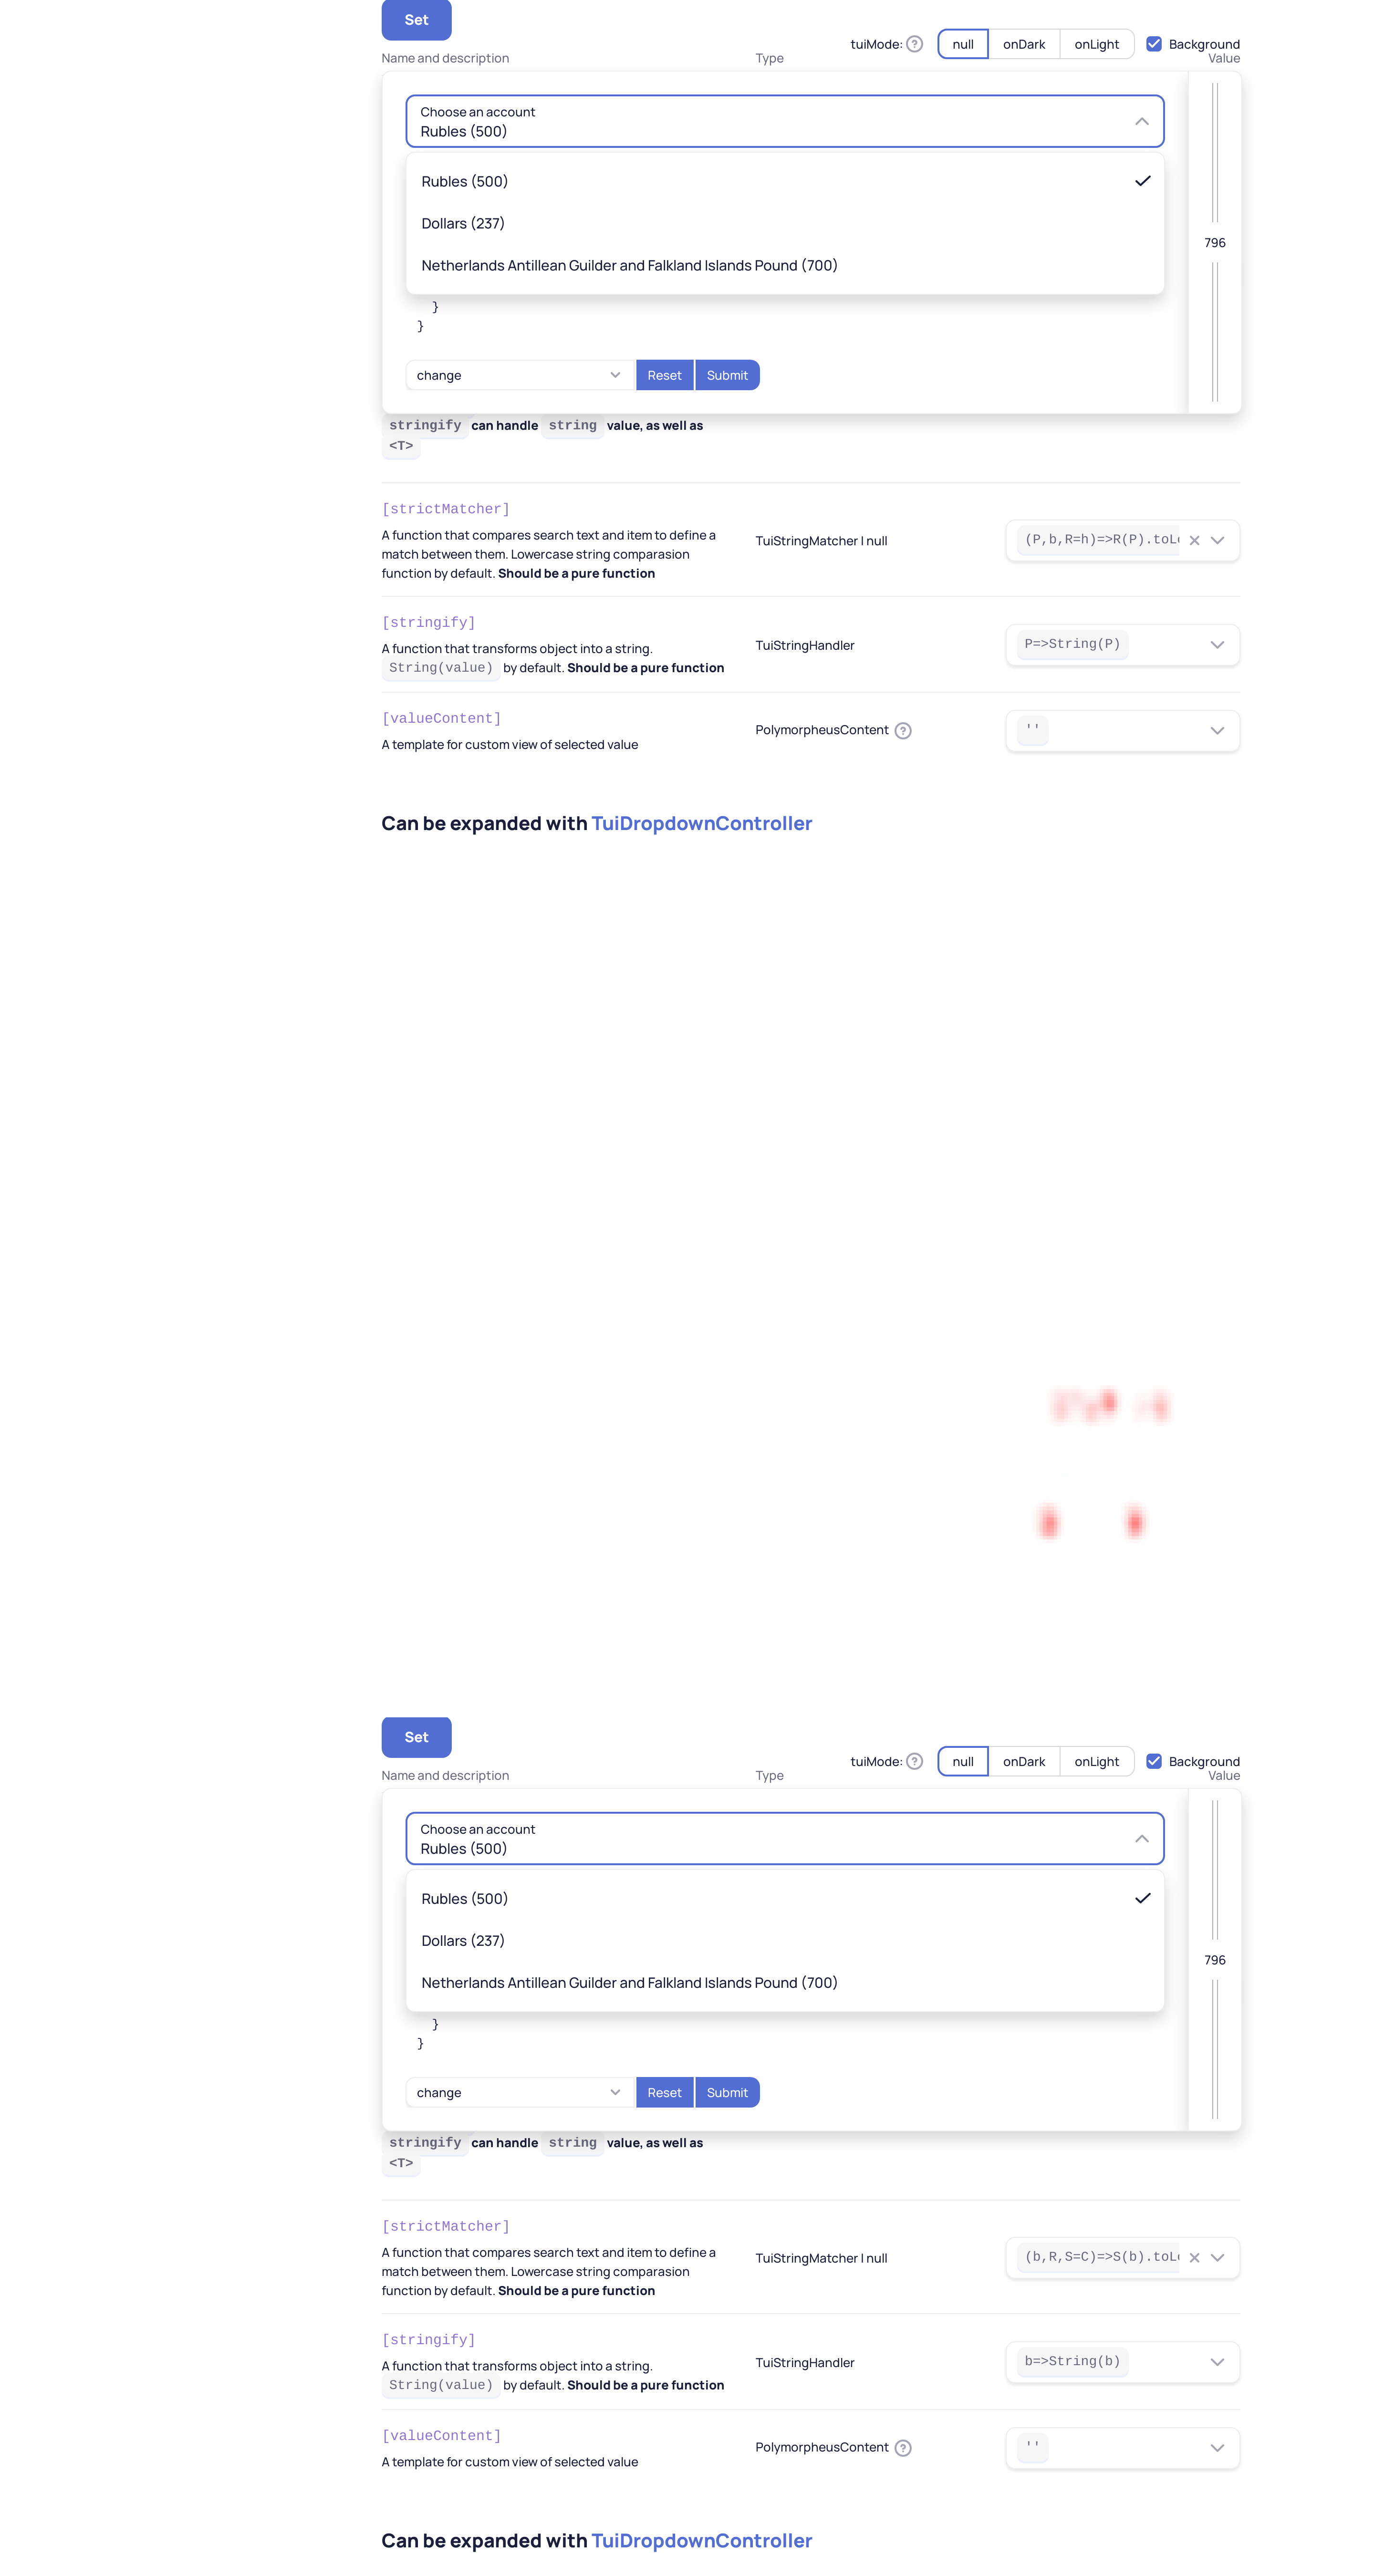 Set
tuiMode: ? null onDark onLight Background
Name and description Type Value
Choose an account
Rubles (500)
Rubles (500)
Dollars (237)
796
Netherlands Antillean Guilder and Falkland Islands Pound (700)
}
}
change Reset Submit
stringify can handle string value, as well as
<T>
[strictMatcher]
A function that compares search text and item to define a
match between them. Lowercase string comparasion
function by default. Should be a pure function
TuiStringMatcher | null
(P,b,R=h)=>R(P).toL
[stringify]
A function that transforms object into a string.
String(value) by default. Should be a pure function
TuiStringHandler
P=>String(P)
[valueContent]
A template for custom view of selected value
PolymorpheusContent ?
''
Can be expanded with TuiDropdownController
Set
tuiMode: ? null onDark onLight Background
Name and description Type Value
Choose an account
Rubles (500)
Rubles (500)
Dollars (237)
796
Netherlands Antillean Guilder and Falkland Islands Pound (700)
}
}
change Reset Submit
stringify can handle string value, as well as
<T>
[strictMatcher]
A function that compares search text and item to define a
match between them. Lowercase string comparasion
function by default. Should be a pure function
TuiStringMatcher | null
(b,R,S=C)=>S(b).toL
[stringify]
A function that transforms object into a string.
String(value) by default. Should be a pure function
TuiStringHandler
b=>String(b)
[valueContent]
A template for custom view of selected value
PolymorpheusContent ?
''
Can be expanded with TuiDropdownController